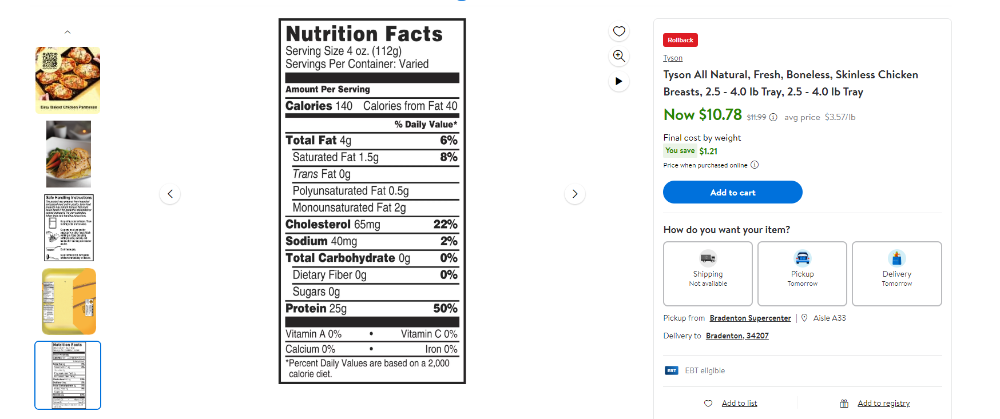 Easy Baked Chicken Parmesan
Safe Handling Instructions
Nutrition Facts
Nutrition Facts
Serving Size 4 oz. (112g)
Servings Per Container: Varied
Amount Per Serving
Calories 140 Calories from Fat 40
% Daily Value*
Total Fat 4g 6%
Saturated Fat 1.5g 8%
Trans Fat 0g
Polyunsaturated Fat 0.5g
Monounsaturated Fat 2g
Cholesterol 65mg 22%
Sodium 40mg 2%
Total Carbohydrate 0g 0%
Dietary Fiber 0g 0%
Sugars 0g
Protein 25g 50%
Vitamin A 0% • Vitamin C 0%
Calcium 0% • Iron 0%
*Percent Daily Values are based on a 2,000
calorie diet.
Rollback
Tyson
Tyson All Natural, Fresh, Boneless, Skinless Chicken
Breasts, 2.5 - 4.0 lb Tray, 2.5 - 4.0 lb Tray
Now $10.78 $11.99 avg price $3.57/lb
Final cost by weight
You save $1.21
Price when purchased online
Add to cart
How do you want your item?
Shipping
Not available
Pickup
Tomorrow
Delivery
Tomorrow
Pickup from Bradenton Supercenter | Aisle A33
Delivery to Bradenton, 34207
EBT EBT eligible
Add to list
Add to registry